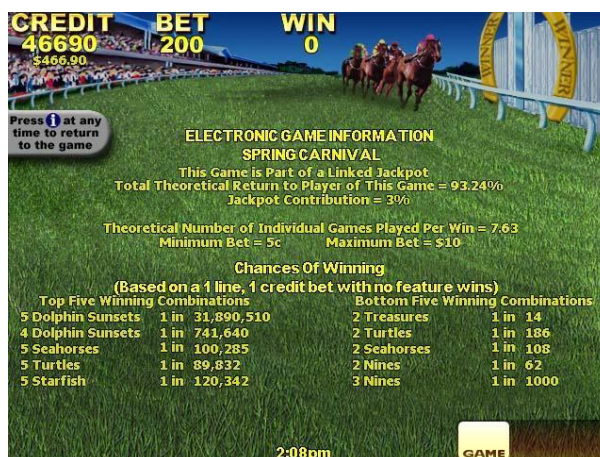 CREDIT BET WIN
46690 200 0
$466.90
WINNER
WINNER
Press i at any
time to return
to the game
ELECTRONIC GAME INFORMATION
SPRING CARNIVAL
This Game is Part of a Linked Jackpot
Total Theoretical Return to Player of This Game = 93.24%
Jackpot Contribution = 3%
Theoretical Number of Individual Games Played Per Win = 7.63
Minimum Bet = 5c Maximum Bet = $10
Chances Of Winning
(Based on a 1 line, 1 credit bet with no feature wins)
Top Five Winning Combinations Bottom Five Winning Combinations
5 Dolphin Sunsets 1 in 31,890,510 2 Treasures 1 in 14
4 Dolphin Sunsets 1 in 741,640 2 Turtles 1 in 186
5 Seahorses 1 in 100,285 2 Seahorses 1 in 108
5 Turtles 1 in 89,832 2 Nines 1 in 62
5 Starfish 1 in 120,342 3 Nines 1 in 1000
2:08pm
GAME